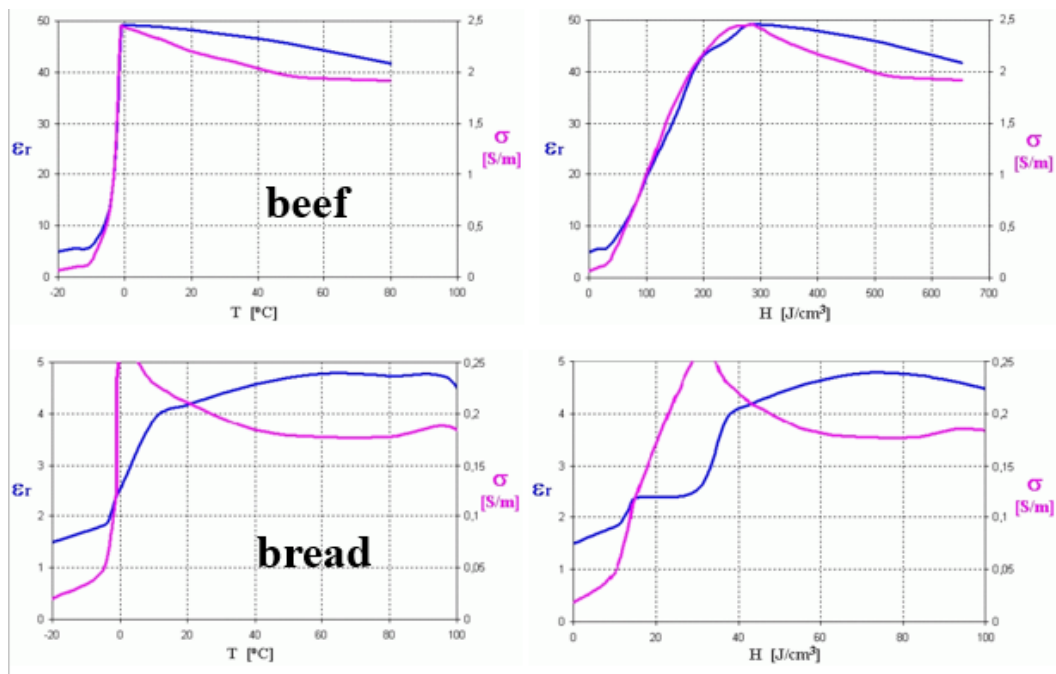 50 2,5 50 2,5
40 2 40 2
30 1,5 30 1,5
εr σ εr σ
[S/m] [S/m]
20 1 20 1
beef
10 0,5 10 0,5
0 0 0 0
-20 0 20 40 60 80 100 0 100 200 300 400 500 600 700
T [ºC] H [J/cm³]
5 0,25 5 0,25
4 0,2 4 0,2
3 0,15 3 0,15
εr σ εr σ
[S/m] [S/m]
2 0,1 2 0,1
bread
1 0,05 1 0,05
0 0 0 0
-20 0 20 40 60 80 100 0 20 40 60 80 100
T [ºC] H [J/cm³]